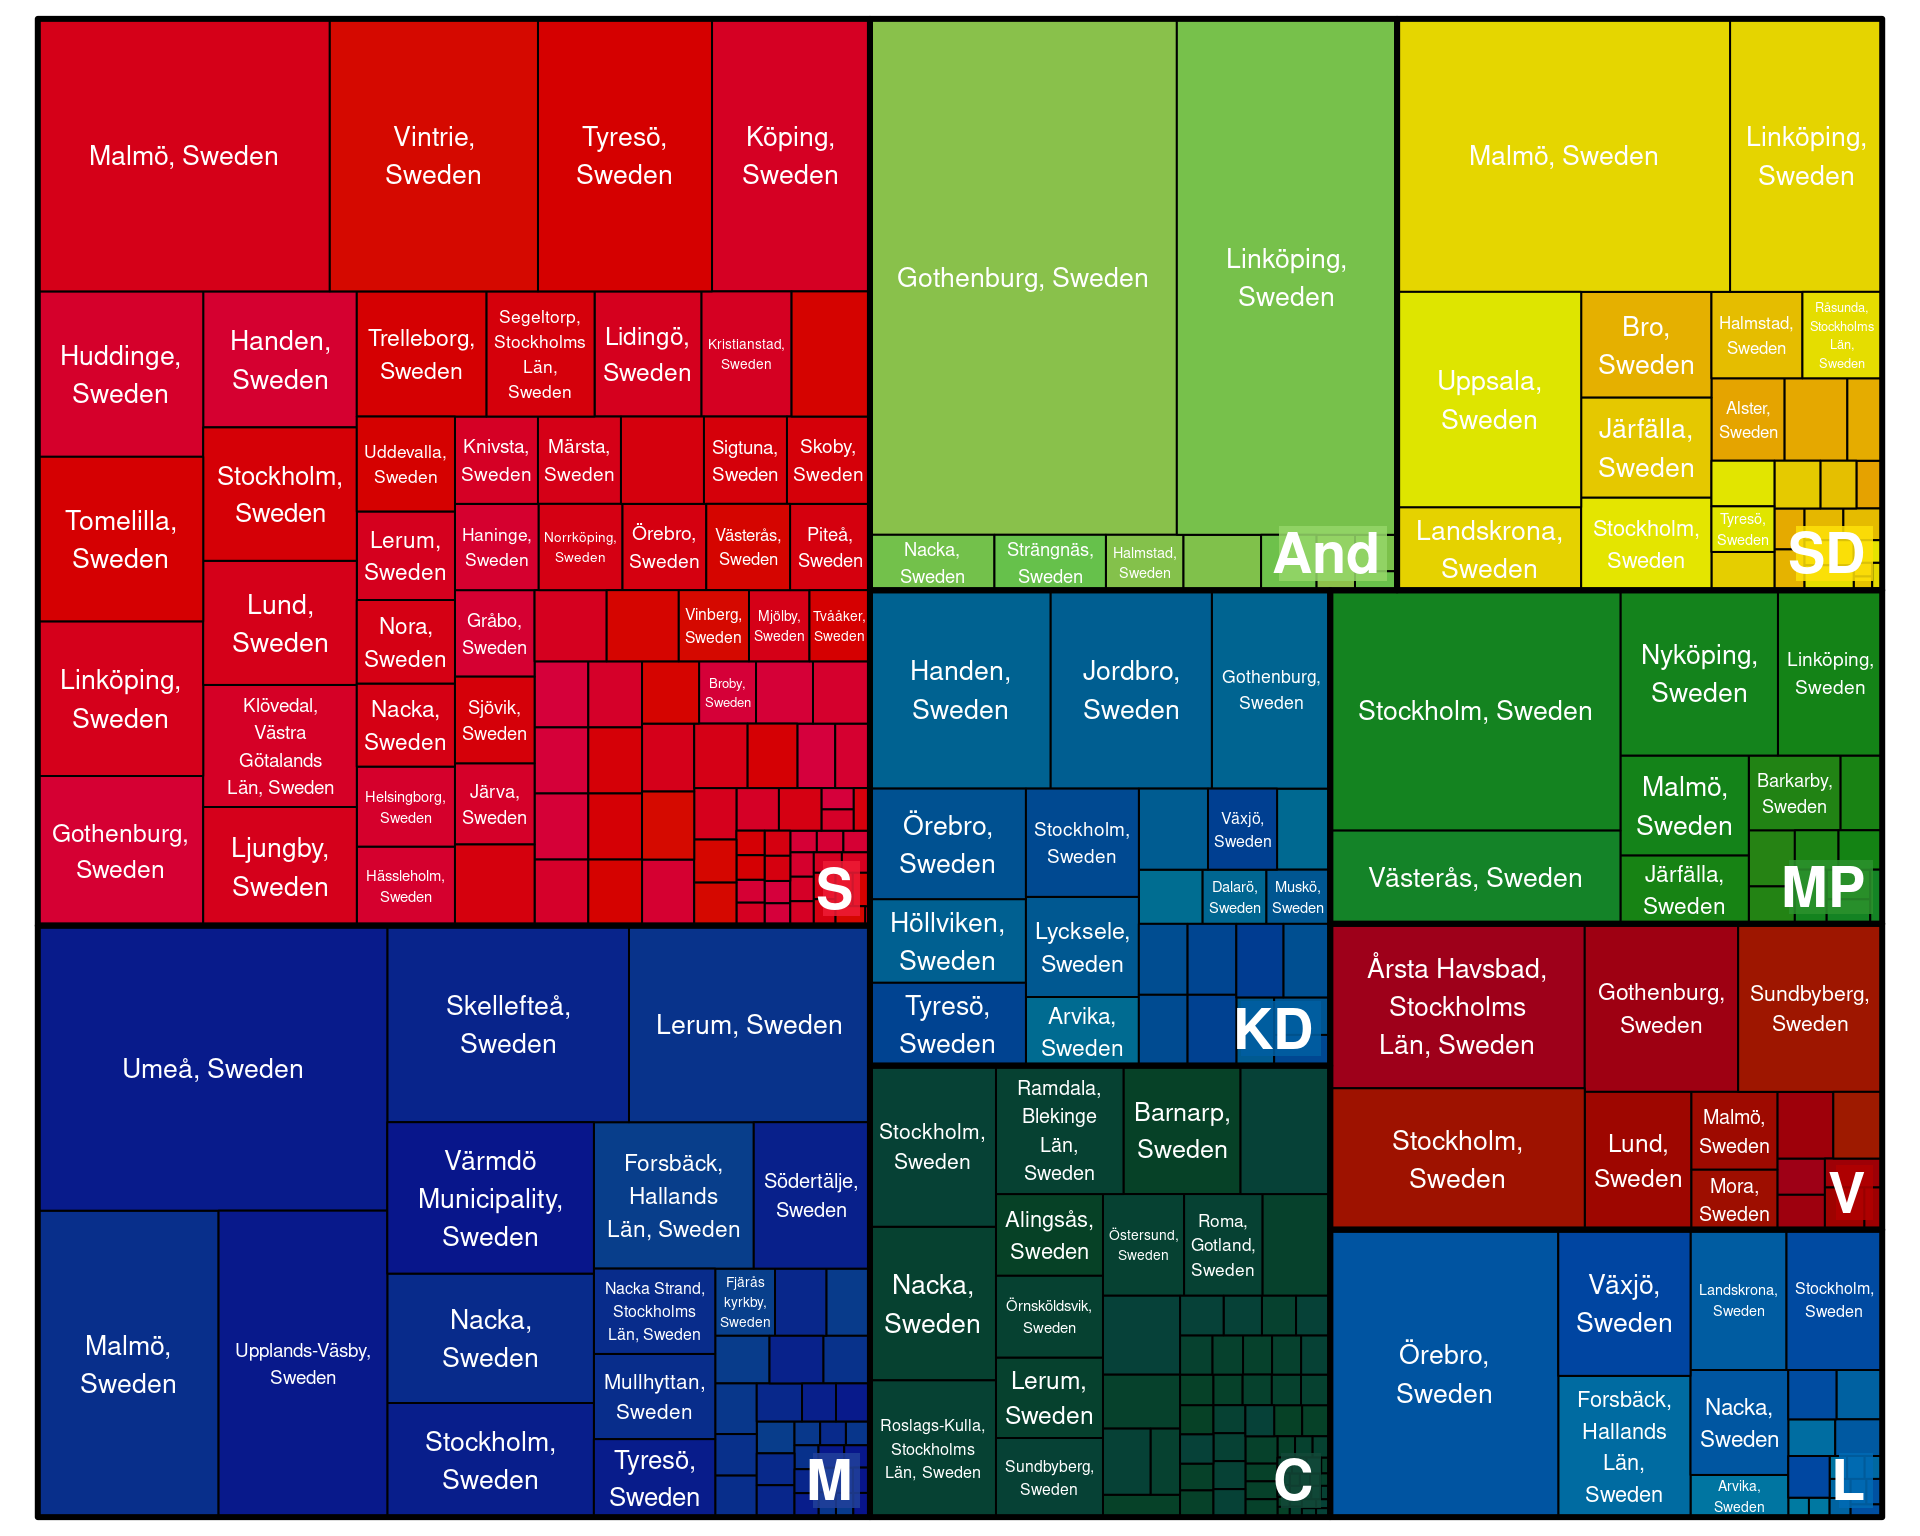 Malmö, Sweden
Vintrie,
Sweden
Tyresö,
Sweden
Köping,
Sweden
Huddinge,
Sweden
Handen,
Sweden
Trelleborg,
Sweden
Segeltorp,
Stockholms
Län,
Sweden
Lidingö,
Sweden
Kristianstad,
Sweden
Tomelilla,
Sweden
Stockholm,
Sweden
Uddevalla,
Sweden
Knivsta,
Sweden
Märsta,
Sweden
Sigtuna,
Sweden
Skoby,
Sweden
Lerum,
Sweden
Haninge,
Sweden
Norrköping,
Sweden
Örebro,
Sweden
Västerås,
Sweden
Piteå,
Sweden
Linköping,
Sweden
Lund,
Sweden
Nora,
Sweden
Gråbo,
Sweden
Vinberg,
Sweden
Mjölby,
Sweden
Tvååker,
Sweden
Klövedal,
Västra
Götalands
Län, Sweden
Nacka,
Sweden
Sjövik,
Sweden
Broby,
Sweden
Gothenburg,
Sweden
Ljungby,
Sweden
Helsingborg,
Sweden
Järva,
Sweden
Hässleholm,
Sweden
S
Gothenburg, Sweden
Linköping,
Sweden
Nacka,
Sweden
Strängnäs,
Sweden
Halmstad,
Sweden
And
Malmö, Sweden
Linköping,
Sweden
Uppsala,
Sweden
Bro,
Sweden
Halmstad,
Sweden
Råsunda,
Stockholms
Län,
Sweden
Järfälla,
Sweden
Alster,
Sweden
Landskrona,
Sweden
Stockholm,
Sweden
Tyresö,
Sweden
SD
Handen,
Sweden
Jordbro,
Sweden
Gothenburg,
Sweden
Örebro,
Sweden
Stockholm,
Sweden
Växjö,
Sweden
Dalarö,
Sweden
Muskö,
Sweden
Höllviken,
Sweden
Lycksele,
Sweden
Tyresö,
Sweden
Arvika,
Sweden
KD
Stockholm, Sweden
Nyköping,
Sweden
Linköping,
Sweden
Malmö,
Sweden
Barkarby,
Sweden
Västerås, Sweden
Järfälla,
Sweden
MP
Umeå, Sweden
Skellefteå,
Sweden
Lerum, Sweden
Värmdö
Municipality,
Sweden
Forsbäck,
Hallands
Län, Sweden
Södertälje,
Sweden
Malmö,
Sweden
Upplands-Väsby,
Sweden
Nacka,
Sweden
Nacka Strand,
Stockholms
Län, Sweden
Fjärås
kyrkby,
Sweden
Mullhyttan,
Sweden
Stockholm,
Sweden
Tyresö,
Sweden
M
Stockholm,
Sweden
Ramdala,
Blekinge
Län,
Sweden
Barnarp,
Sweden
Alingsås,
Sweden
Östersund,
Sweden
Roma,
Gotland,
Sweden
Nacka,
Sweden
Örnsköldsvik,
Sweden
Lerum,
Sweden
Roslags-Kulla,
Stockholms
Län, Sweden
Sundbyberg,
Sweden
C
Årsta Havsbad,
Stockholms
Län, Sweden
Gothenburg,
Sweden
Sundbyberg,
Sweden
Stockholm,
Sweden
Lund,
Sweden
Malmö,
Sweden
Mora,
Sweden
V
Örebro,
Sweden
Växjö,
Sweden
Landskrona,
Sweden
Stockholm,
Sweden
Forsbäck,
Hallands
Län,
Sweden
Nacka,
Sweden
Arvika,
Sweden
L